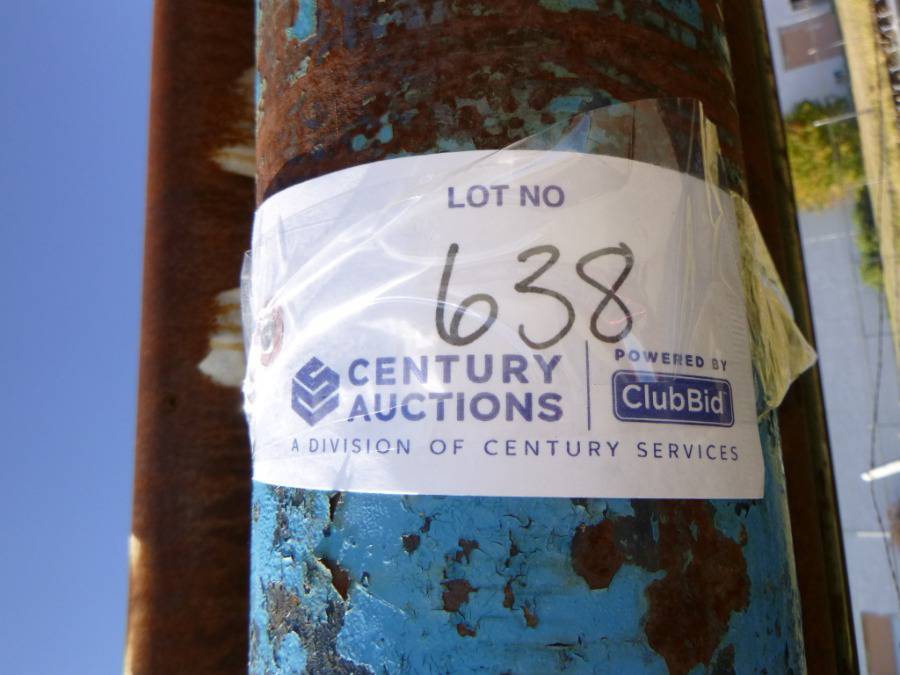 LOT NO
638
CENTURY
AUCTIONS
POWERED BY
ClubBid
A DIVISION OF CENTURY SERVICES